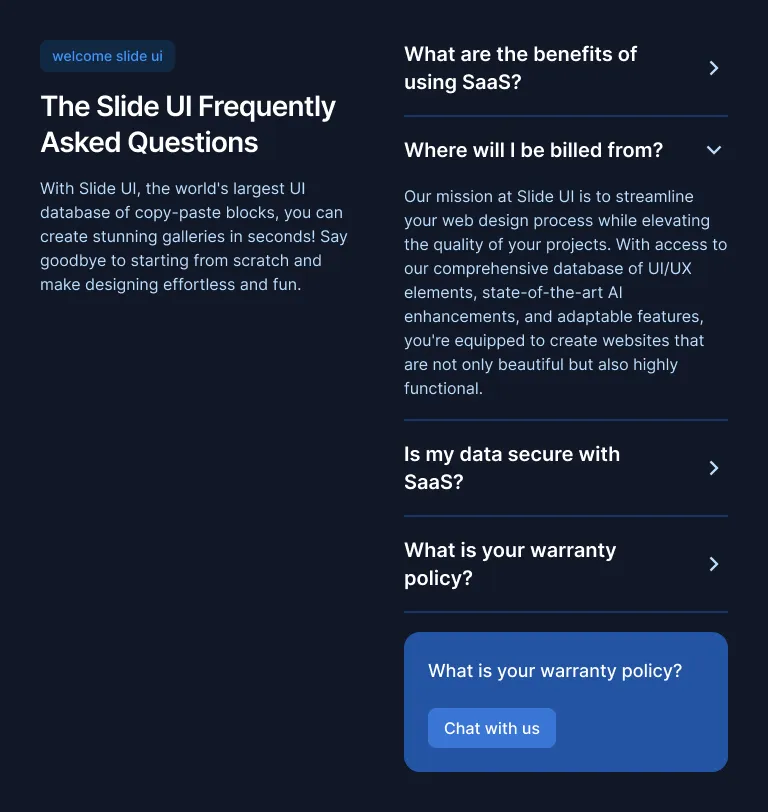 welcome slide ui
The Slide UI Frequently
Asked Questions
With Slide UI, the world's largest UI
database of copy-paste blocks, you can
create stunning galleries in seconds! Say
goodbye to starting from scratch and
make designing effortless and fun.
What are the benefits of
using SaaS?
Where will I be billed from?
Our mission at Slide UI is to streamline
your web design process while elevating
the quality of your projects. With access to
our comprehensive database of UI/UX
elements, state-of-the-art AI
enhancements, and adaptable features,
you're equipped to create websites that
are not only beautiful but also highly
functional.
Is my data secure with
SaaS?
What is your warranty
policy?
What is your warranty policy?
Chat with us